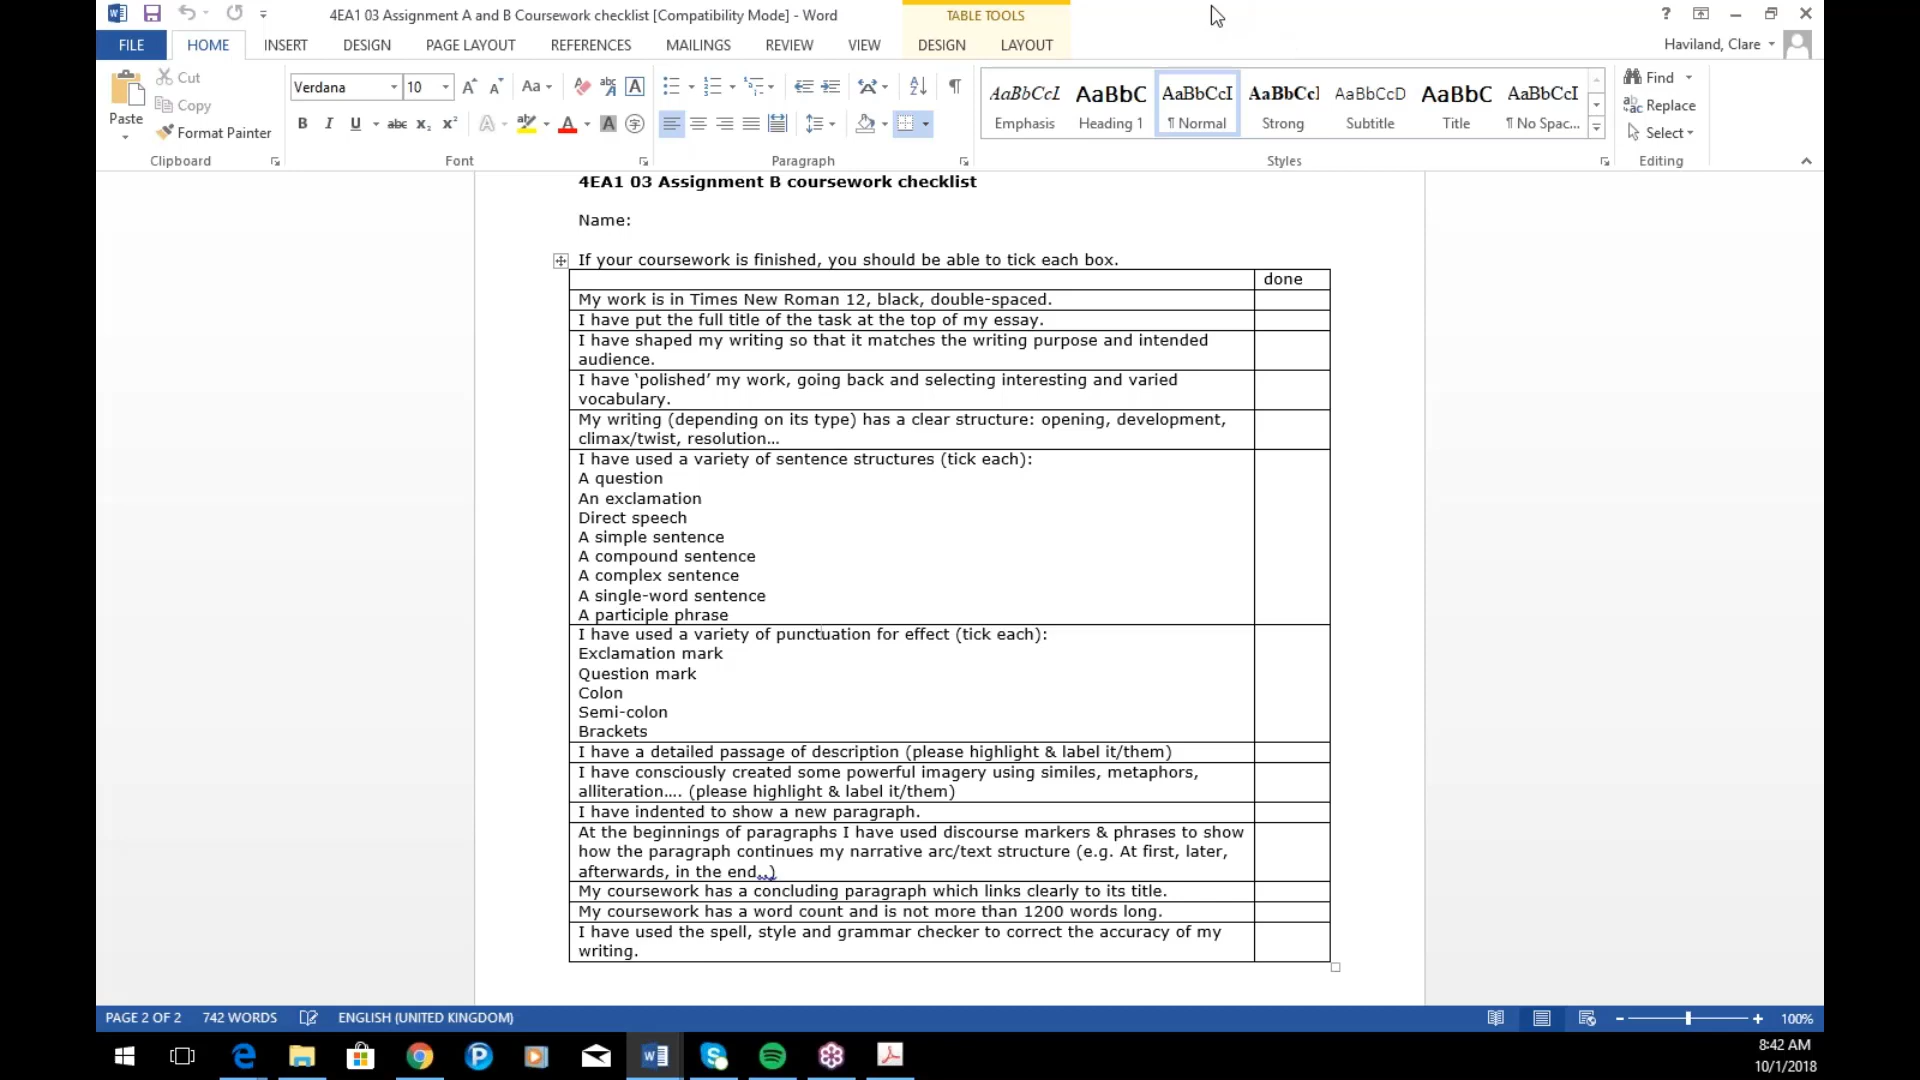 4EA1 03 Assignment A and B Coursework checklist [Compatibility Mode] - Word
TABLE TOOLS
?
FILE
HOME
INSERT
DESIGN
PAGE LAYOUT
REFERENCES
MAILINGS
REVIEW
VIEW
DESIGN
LAYOUT
Haviland, Clare
Paste
Cut
Copy
Format Painter
Clipboard
Verdana
10
Font
Paragraph
AaBbCcI
Emphasis
AaBbC
Heading 1
AaBbCcI
¶ Normal
AaBbCcI
Strong
AaBbCcD
Subtitle
AaBbC
Title
AaBbCcI
¶ No Spac...
Styles
Find
Replace
Select
Editing
4EA1 03 Assignment B coursework checklist
Name:
If your coursework is finished, you should be able to tick each box.
done
My work is in Times New Roman 12, black, double-spaced.
I have put the full title of the task at the top of my essay.
I have shaped my writing so that it matches the writing purpose and intended
audience.
I have ‘polished’ my work, going back and selecting interesting and varied
vocabulary.
My writing (depending on its type) has a clear structure: opening, development,
climax/twist, resolution…
I have used a variety of sentence structures (tick each):
A question
An exclamation
Direct speech
A simple sentence
A compound sentence
A complex sentence
A single-word sentence
A participle phrase
I have used a variety of punctuation for effect (tick each):
Exclamation mark
Question mark
Colon
Semi-colon
Brackets
I have a detailed passage of description (please highlight & label it/them)
I have consciously created some powerful imagery using similes, metaphors,
alliteration…. (please highlight & label it/them)
I have indented to show a new paragraph.
At the beginnings of paragraphs I have used discourse markers & phrases to show
how the paragraph continues my narrative arc/text structure (e.g. At first, later,
afterwards, in the end…)
My coursework has a concluding paragraph which links clearly to its title.
My coursework has a word count and is not more than 1200 words long.
I have used the spell, style and grammar checker to correct the accuracy of my
writing.
PAGE 2 OF 2
742 WORDS
ENGLISH (UNITED KINGDOM)
100%
8:42 AM
10/1/2018